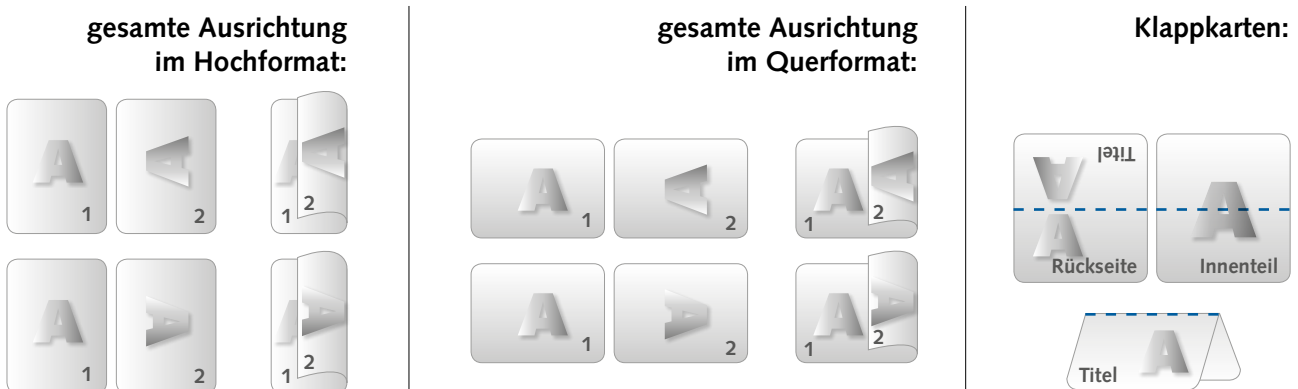 gesamte Ausrichtung
im Hochformat:
A
1
A
2
A
1
A
2
A
1
A
2
A
1
A
2
gesamte Ausrichtung
im Querformat:
A
1
A
2
A
1
A
2
A
1
A
2
A
1
A
2
Klappkarten:
Titel
A
A
Rückseite
A
Innenteil
A
Titel